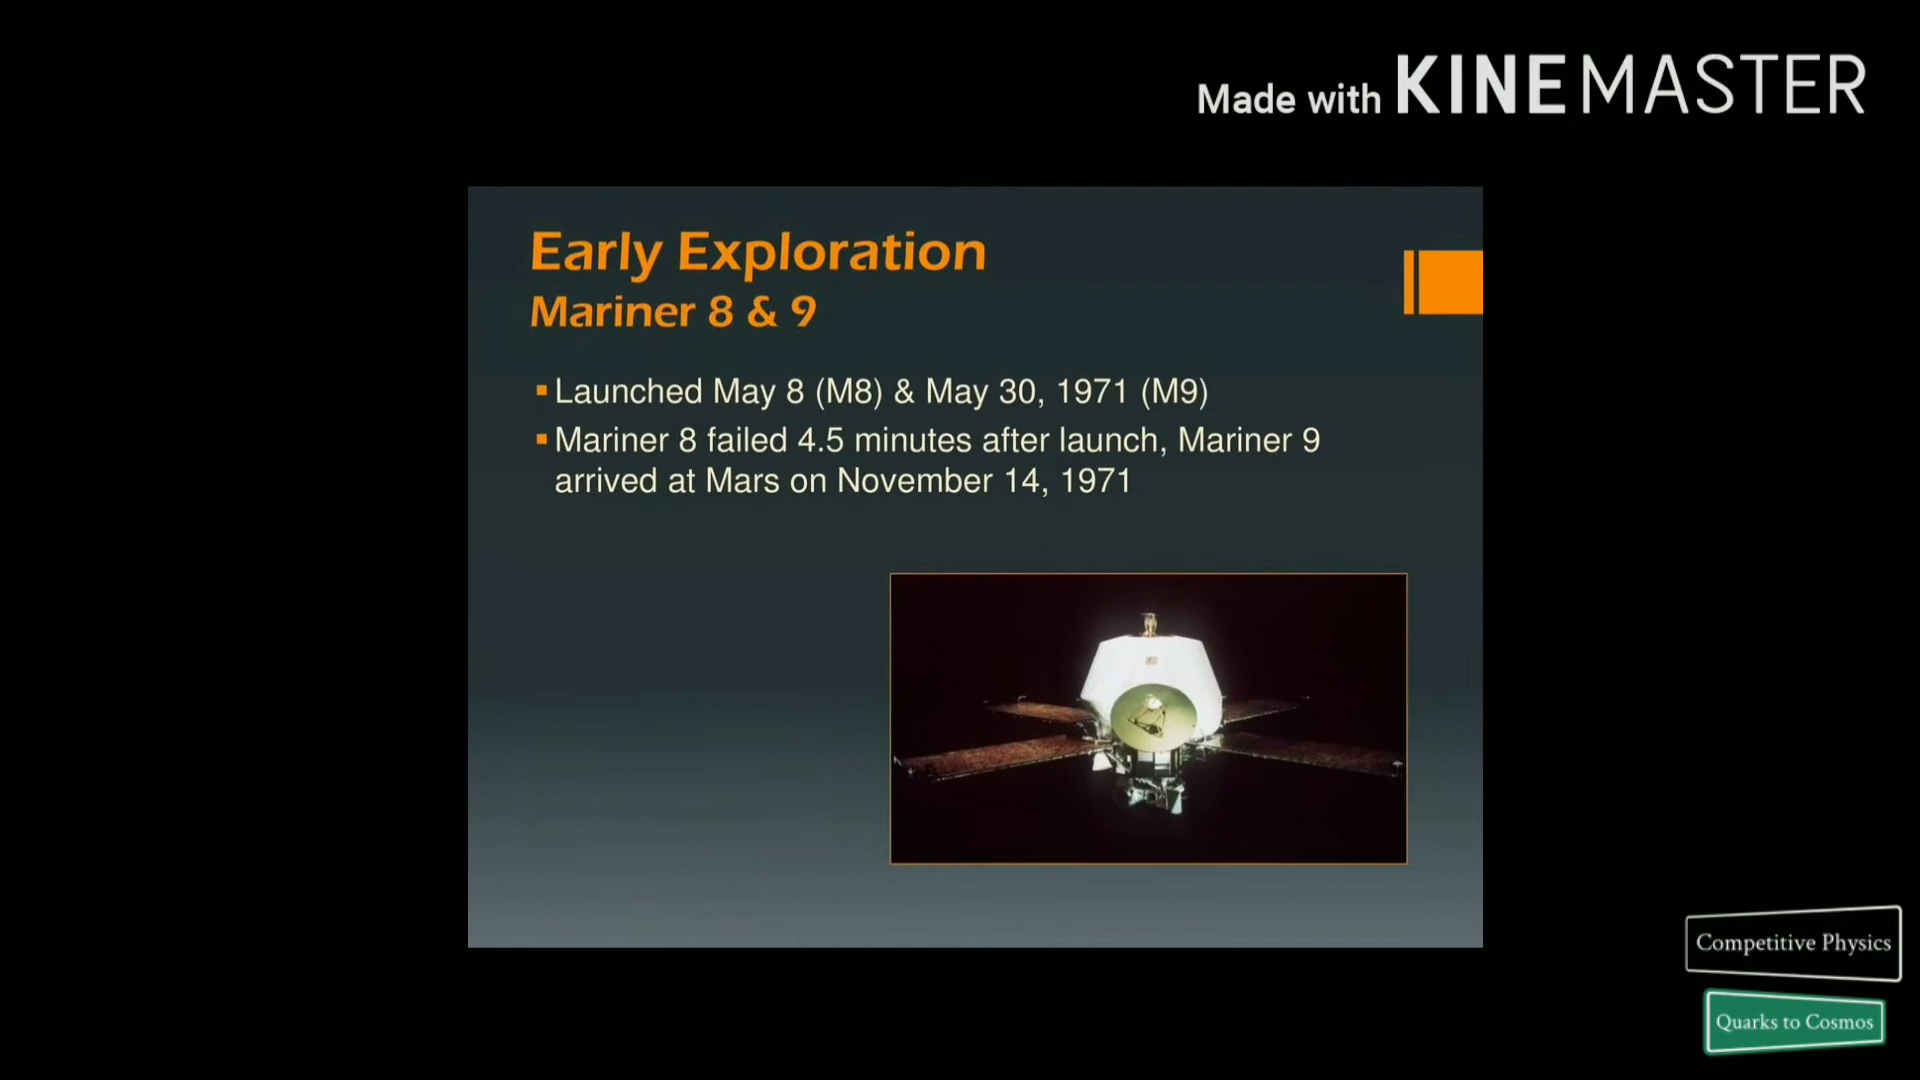 Made with KINEMASTER
Early Exploration
Mariner 8 & 9
Launched May 8 (M8) & May 30, 1971 (M9)
Mariner 8 failed 4.5 minutes after launch, Mariner 9
arrived at Mars on November 14, 1971
Competitive Physics
Quarks to Cosmos